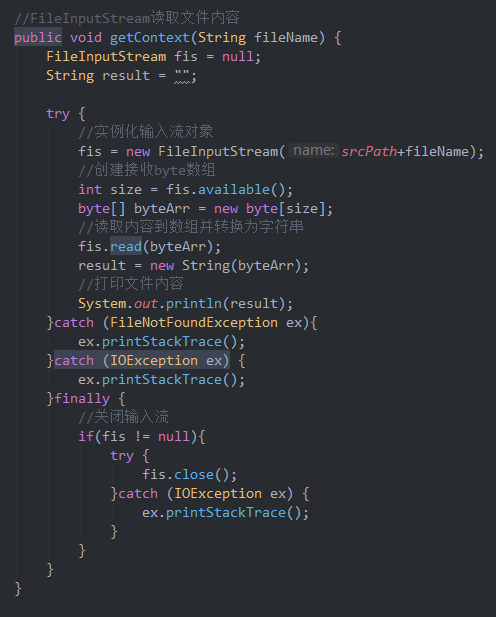 //FileInputStream读取文件内容
public void getContext(String fileName) {
    FileInputStream fis = null;
    String result = "";

    try {
        //实例化输入流对象
        fis = new FileInputStream( name: srcPath+fileName);
        //创建接收byte数组
        int size = fis.available();
        byte[] byteArr = new byte[size];
        //读取内容到数组并转换为字符串
        fis.read(byteArr);
        result = new String(byteArr);
        //打印文件内容
        System.out.println(result);
    }catch (FileNotFoundException ex){
        ex.printStackTrace();
    }catch (IOException ex) {
        ex.printStackTrace();
    }finally {
        //关闭输入流
        if(fis != null){
            try {
                fis.close();
            }catch (IOException ex) {
                ex.printStackTrace();
            }
        }
    }
}